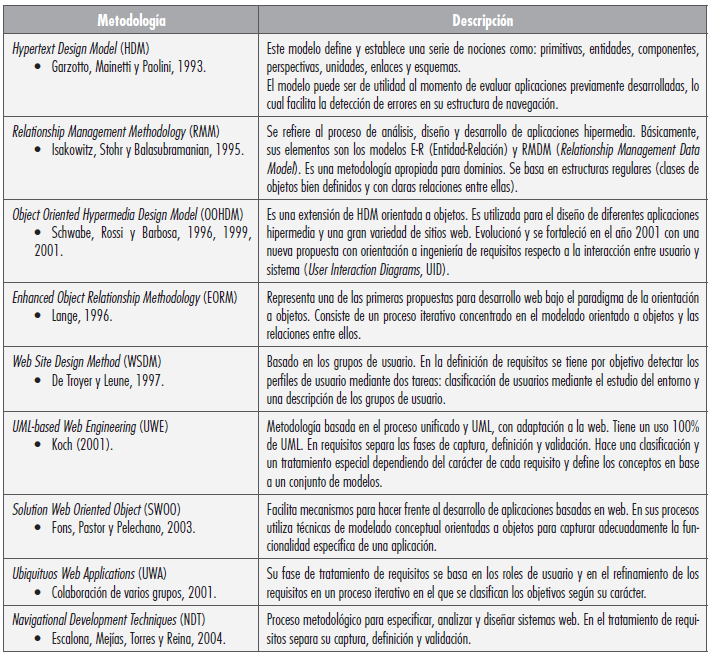 Metodología
Descripción
Hypertext Design Model (HDM)
• Garzotto, Mainetti y Paolini, 1993.
Este modelo define y establece una serie de nociones como: primitivas, entidades, componentes,
perspectivas, unidades, enlaces y esquemas.
El modelo puede ser de utilidad al momento de evaluar aplicaciones previamente desarrolladas, lo
cual facilita la detección de errores en su estructura de navegación.
Relationship Management Methodology (RMM)
• Isakowitz, Stohr y Balasubramanian, 1995.
Se refiere al proceso de análisis, diseño y desarrollo de aplicaciones hipermedia. Básicamente,
sus elementos son los modelos E-R (Entidad-Relación) y RMDM (Relationship Management Data
Model). Es una metodología apropiada para dominios. Se basa en estructuras regulares (clases de
objetos bien definidos y con claras relaciones entre ellas).
Object Oriented Hypermedia Design Model (OOHDM)
• Schwabe, Rossi y Barbosa, 1996, 1999,
2001.
Es una extensión de HDM orientada a objetos. Es utilizada para el diseño de diferentes aplicaciones
hipermedia y una gran variedad de sitios web. Evolucionó y se fortaleció en el año 2001 con una
nueva propuesta con orientación a ingeniería de requisitos respecto a la interacción entre usuario y
sistema (User Interaction Diagrams, UID).
Enhanced Object Relationship Methodology (EORM)
• Lange, 1996.
Representa una de las primeras propuestas para desarrollo web bajo el paradigma de la orientación
a objetos. Consiste de un proceso iterativo concentrado en el modelado orientado a objetos y las
relaciones entre ellos.
Web Site Design Method (WSDM)
• De Troyer y Leune, 1997.
Basado en los grupos de usuario. En la definición de requisitos se tiene por objetivo detectar los
perfiles de usuario mediante dos tareas: clasificación de usuarios mediante el estudio del entorno y
una descripción de los grupos de usuario.
UML-based Web Engineering (UWE)
• Koch (2001).
Metodología basada en el proceso unificado y UML, con adaptación a la web. Tiene un uso 100%
de UML. En requisitos separa las fases de captura, definición y validación. Hace una clasificación y
un tratamiento especial dependiendo del carácter de cada requisito y define los conceptos en base
a un conjunto de modelos.
Solution Web Oriented Object (SWOO)
• Fons, Pastor y Pelechano, 2003.
Facilita mecanismos para hacer frente al desarrollo de aplicaciones basadas en web. En sus procesos
utiliza técnicas de modelado conceptual orientadas a objetos para capturar adecuadamente la fun-
cionalidad específica de una aplicación.
Ubiquituos Web Applications (UWA)
• Colaboración de varios grupos, 2001.
Su fase de tratamiento de requisitos se basa en los roles de usuario y en el refinamiento de los
requisitos en un proceso iterativo en el que se clasifican los objetivos según su carácter.
Navigational Development Techniques (NDT)
• Escalona, Mejías, Torres y Reina, 2004.
Proceso metodológico para especificar, analizar y diseñar sistemas web. En el tratamiento de requi-
sitos separa su captura, definición y validación.